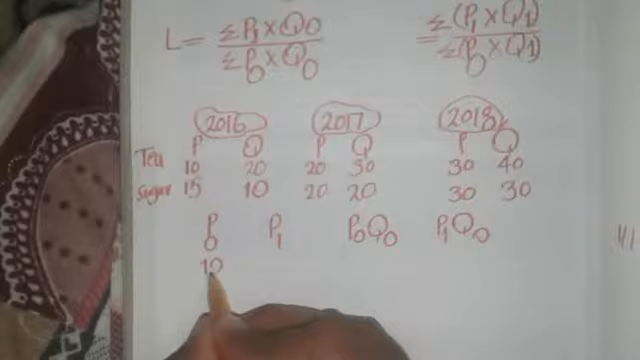 L = ΣP₁×Q₀ / ΣP₀×Q₀ = Σ(P₁×Q₁) / Σ(P₀×Q₁)
2016 2017 2018
P Q P Q P Q
Tea 10 20 20 30 30 40
Sugar 15 10 20 20 30 30
P₀ P₁ P₀Q₀ P₁Q₀
10